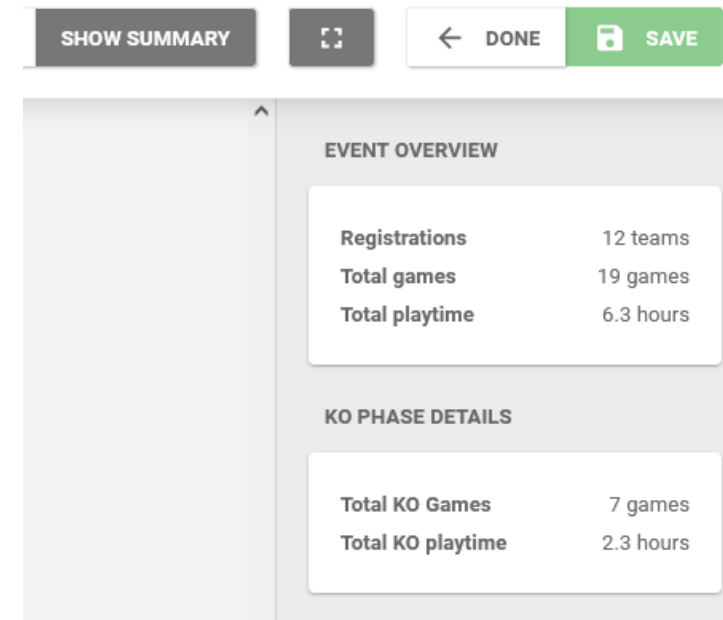 SHOW SUMMARY DONE SAVE
EVENT OVERVIEW
Registrations 12 teams
Total games 19 games
Total playtime 6.3 hours
KO PHASE DETAILS
Total KO Games 7 games
Total KO playtime 2.3 hours